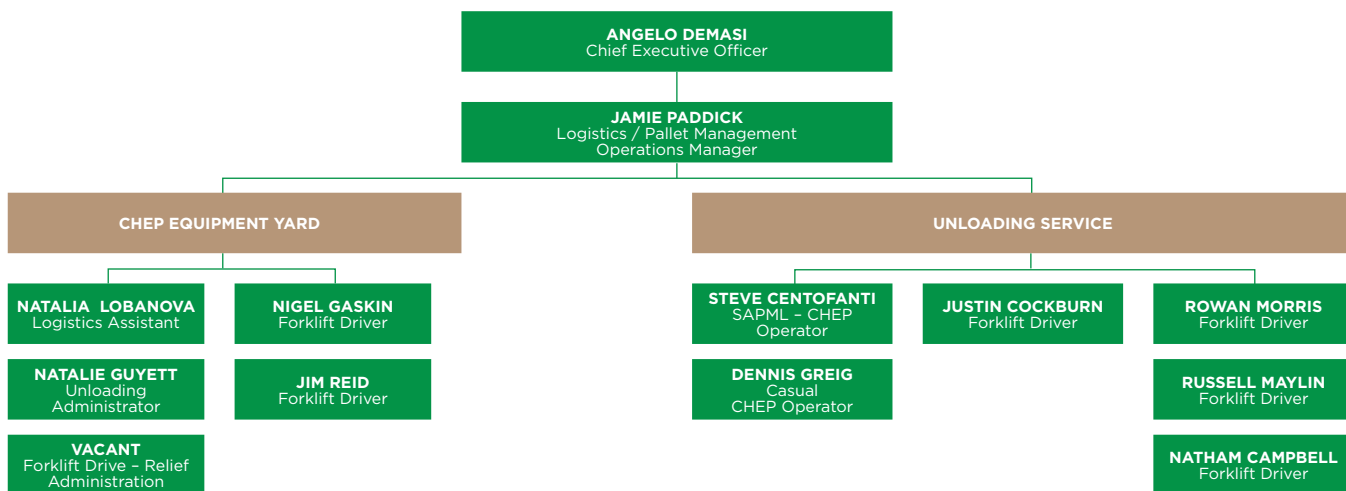 ANGELO DEMASI
Chief Executive Officer
JAMIE PADDICK
Logistics / Pallet Management
Operations Manager
CHEP EQUIPMENT YARD
NATALIA  LOBANOVA
Logistics Assistant
NATALIE GUYETT
Unloading
Administrator
VACANT
Forklift Drive – Relief
Administration
NIGEL GASKIN
Forklift Driver
JIM REID
Forklift Driver
UNLOADING SERVICE
STEVE CENTOFANTI
SAPML – CHEP
Operator
DENNIS GREIG
Casual
CHEP Operator
JUSTIN COCKBURN
Forklift Driver
ROWAN MORRIS
Forklift Driver
RUSSELL MAYLIN
Forklift Driver
NATHAM CAMPBELL
Forklift Driver